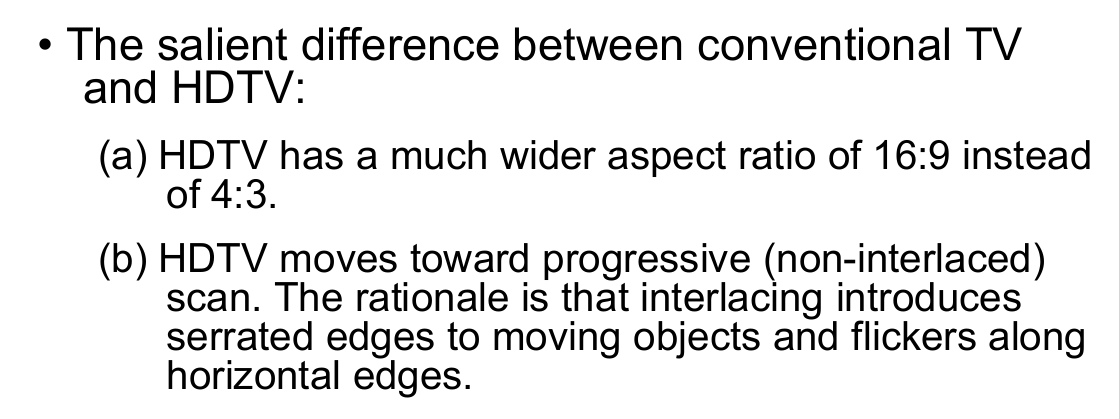 • The salient difference between conventional TV
and HDTV:
(a) HDTV has a much wider aspect ratio of 16:9 instead
of 4:3.
(b) HDTV moves toward progressive (non-interlaced)
scan. The rationale is that interlacing introduces
serrated edges to moving objects and flickers along
horizontal edges.